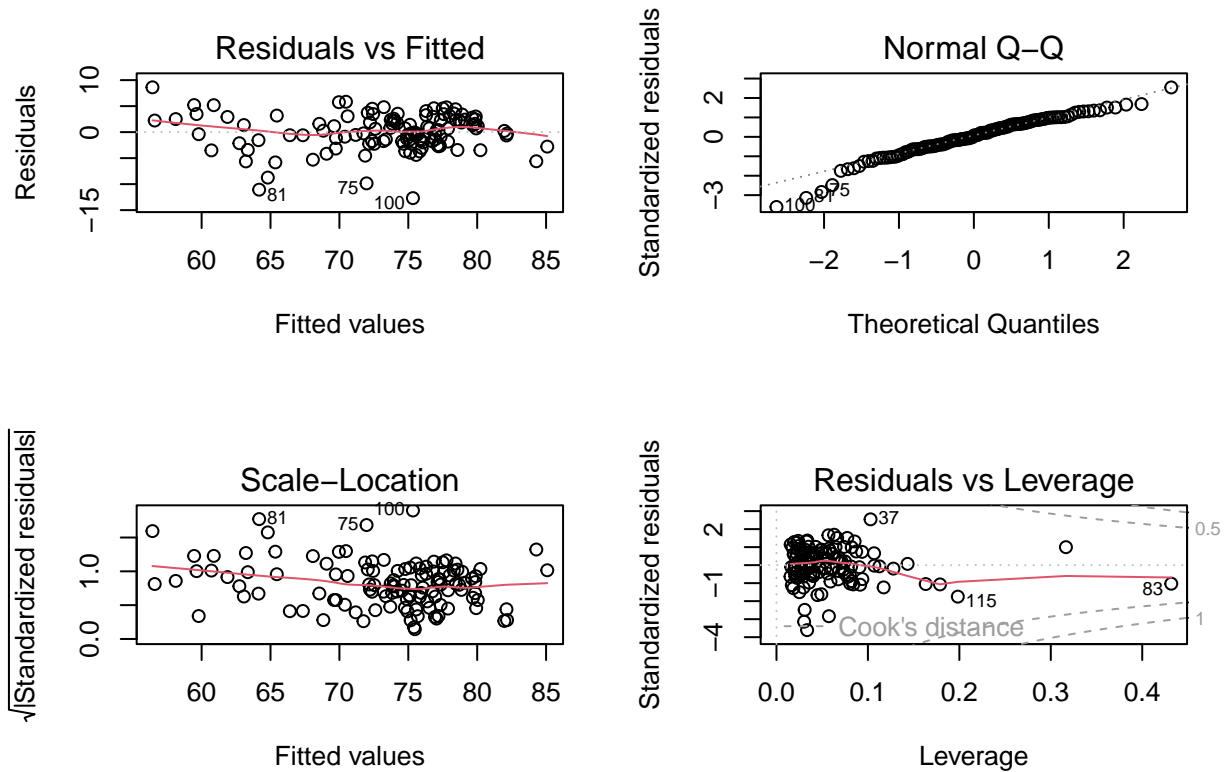 Residuals vs Fitted
Residuals
10
0
−15
81
75
100
60 65 70 75 80 85
Fitted values
Normal Q−Q
Standardized residuals
2
0
−3
100
81
75
−2 −1 0 1 2
Theoretical Quantiles
Scale−Location
√|Standardized residuals|
1.0
0.0
81
75
100
60 65 70 75 80 85
Fitted values
Residuals vs Leverage
Standardized residuals
2
−1
−4
37
115
83
0.5
1
Cook's distance
0.0 0.1 0.2 0.3 0.4
Leverage